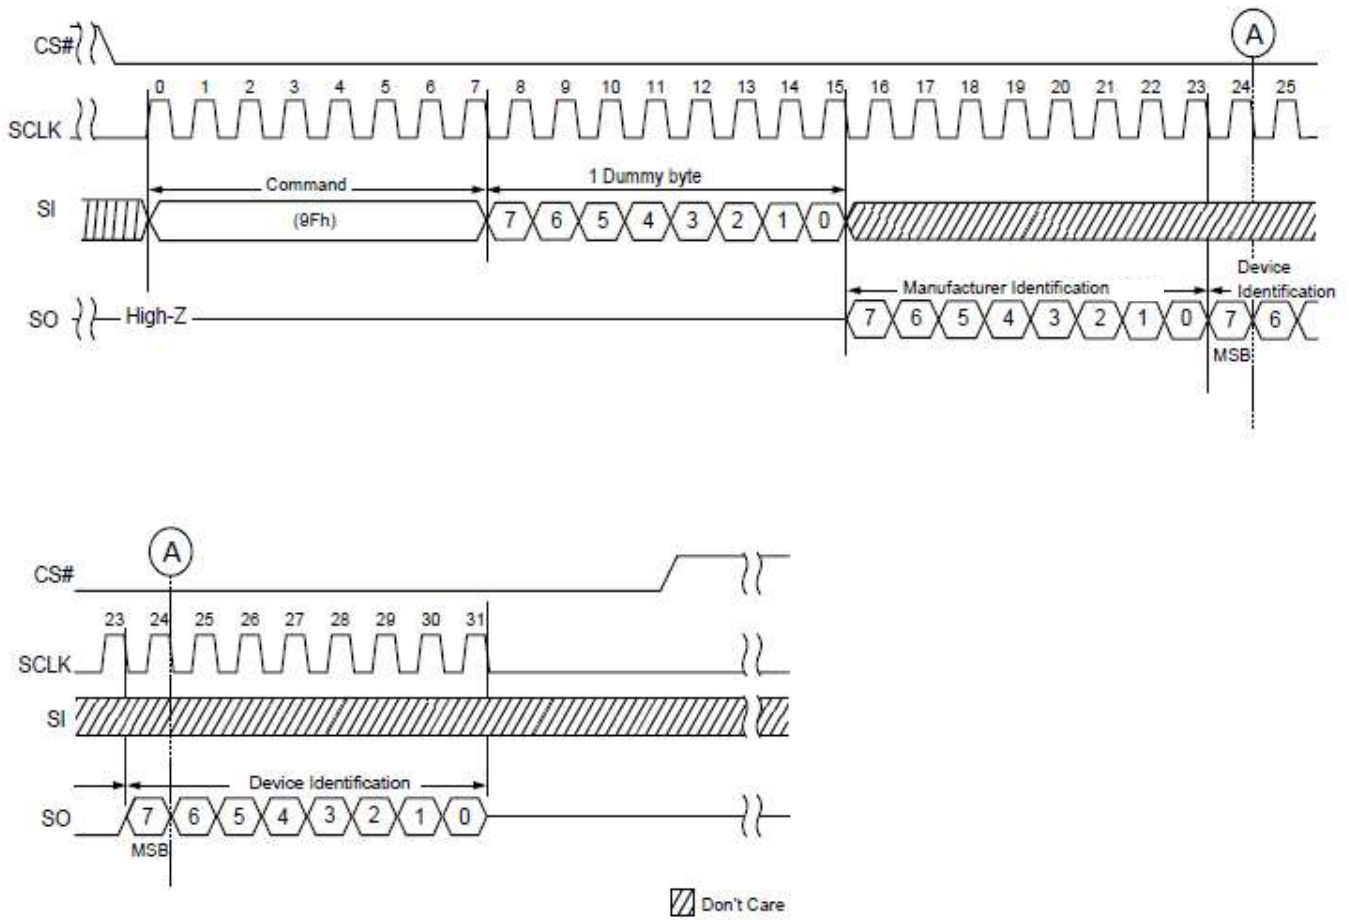 A
CS#
0 1 2 3 4 5 6 7 8 9 10 11 12 13 14 15 16 17 18 19 20 21 22 23 24 25
SCLK
Command 1 Dummy byte
SI (9Fh) 7 6 5 4 3 2 1 0
Device
Manufacturer Identification Identification
SO High-Z 7 6 5 4 3 2 1 0 7 6
MSB
A
CS#
23 24 25 26 27 28 29 30 31
SCLK
SI
Device Identification
SO 7 6 5 4 3 2 1 0
MSB
Don't Care